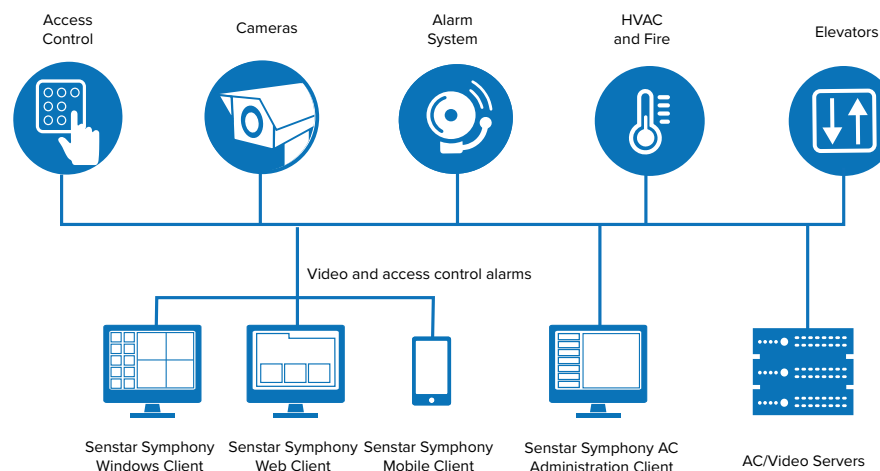 Access
Control
Cameras
Alarm
System
HVAC
and Fire
Elevators
Video and access control alarms
Senstar Symphony
Windows Client
Senstar Symphony
Web Client
Senstar Symphony
Mobile Client
Senstar Symphony AC
Administration Client
AC/Video Servers